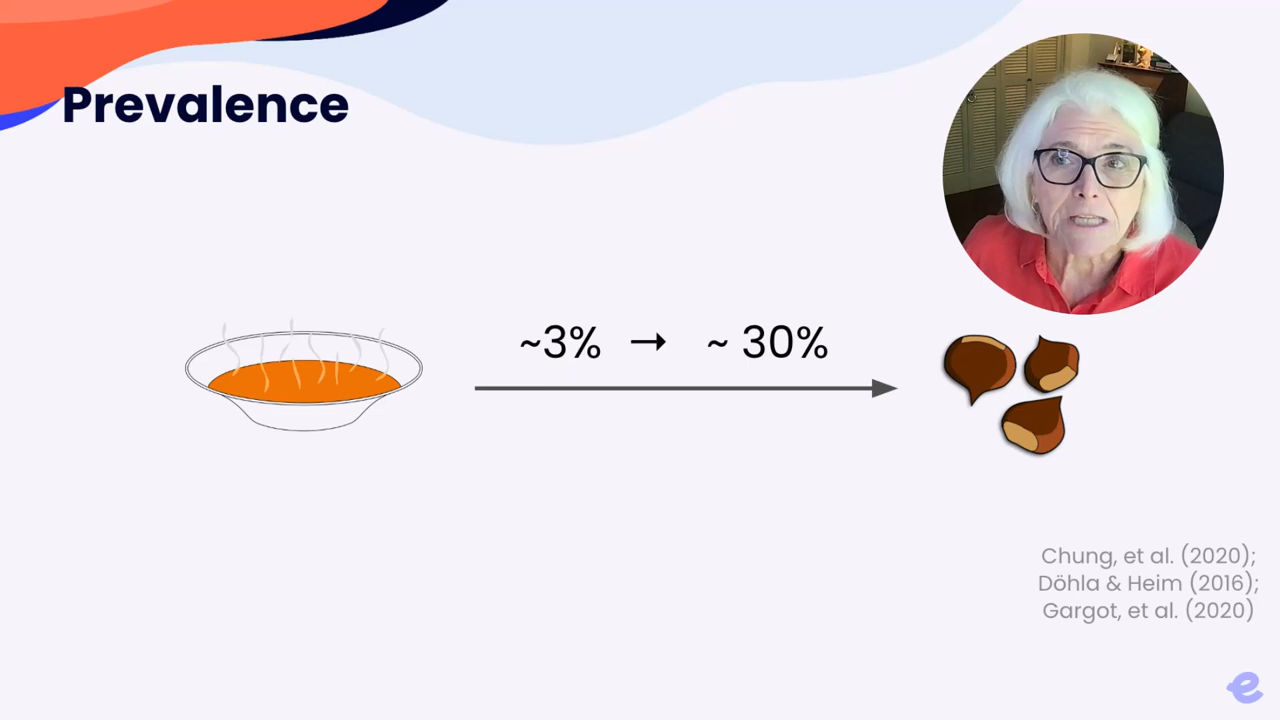 Prevalence
~3% → ~ 30%
Chung, et al. (2020);
Döhla & Heim (2016);
Gargot, et al. (2020)